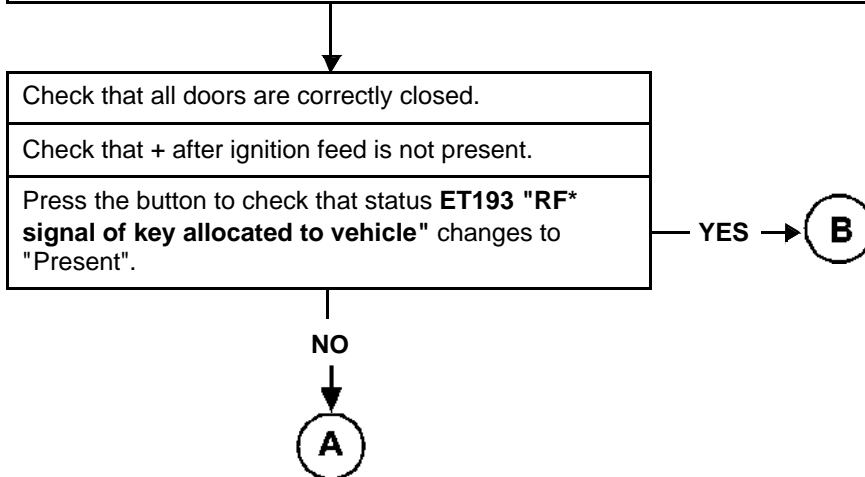 Check that all doors are correctly closed.
Check that + after ignition feed is not present.
Press the button to check that status ET193 "RF*
signal of key allocated to vehicle" changes to
"Present".
YES
B
NO
A